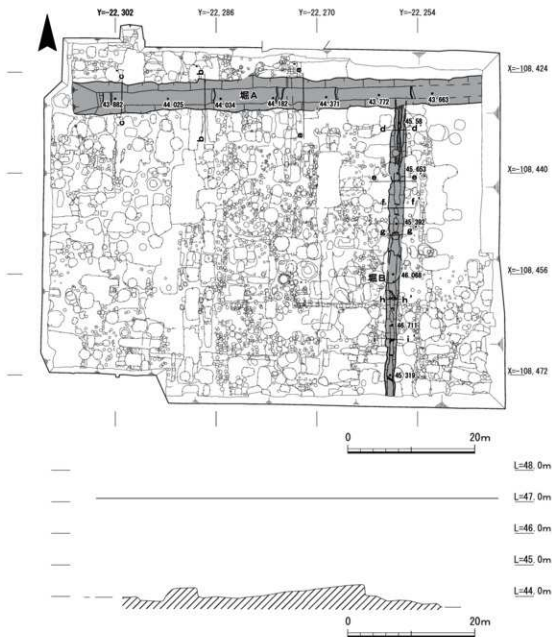 Y=-22, 302
Y=-22, 286
Y=-22, 270
Y=-22, 254
X=-108, 424
X=-108, 440
X=-108, 456
X=-108, 472
堀A
43. 882
44. 025
44. 034
44. 182
44. 371
43. 772
43. 663
c
c
b
b
a
a
45. 58
d d'
45. 653
e e'
f f'
45. 392
g g'
46. 068
堀B
h h'
46. 711
i i'
45. 319
0 20m
L=48. 0m
L=47. 0m
L=46. 0m
L=45. 0m
L=44. 0m
0 20m